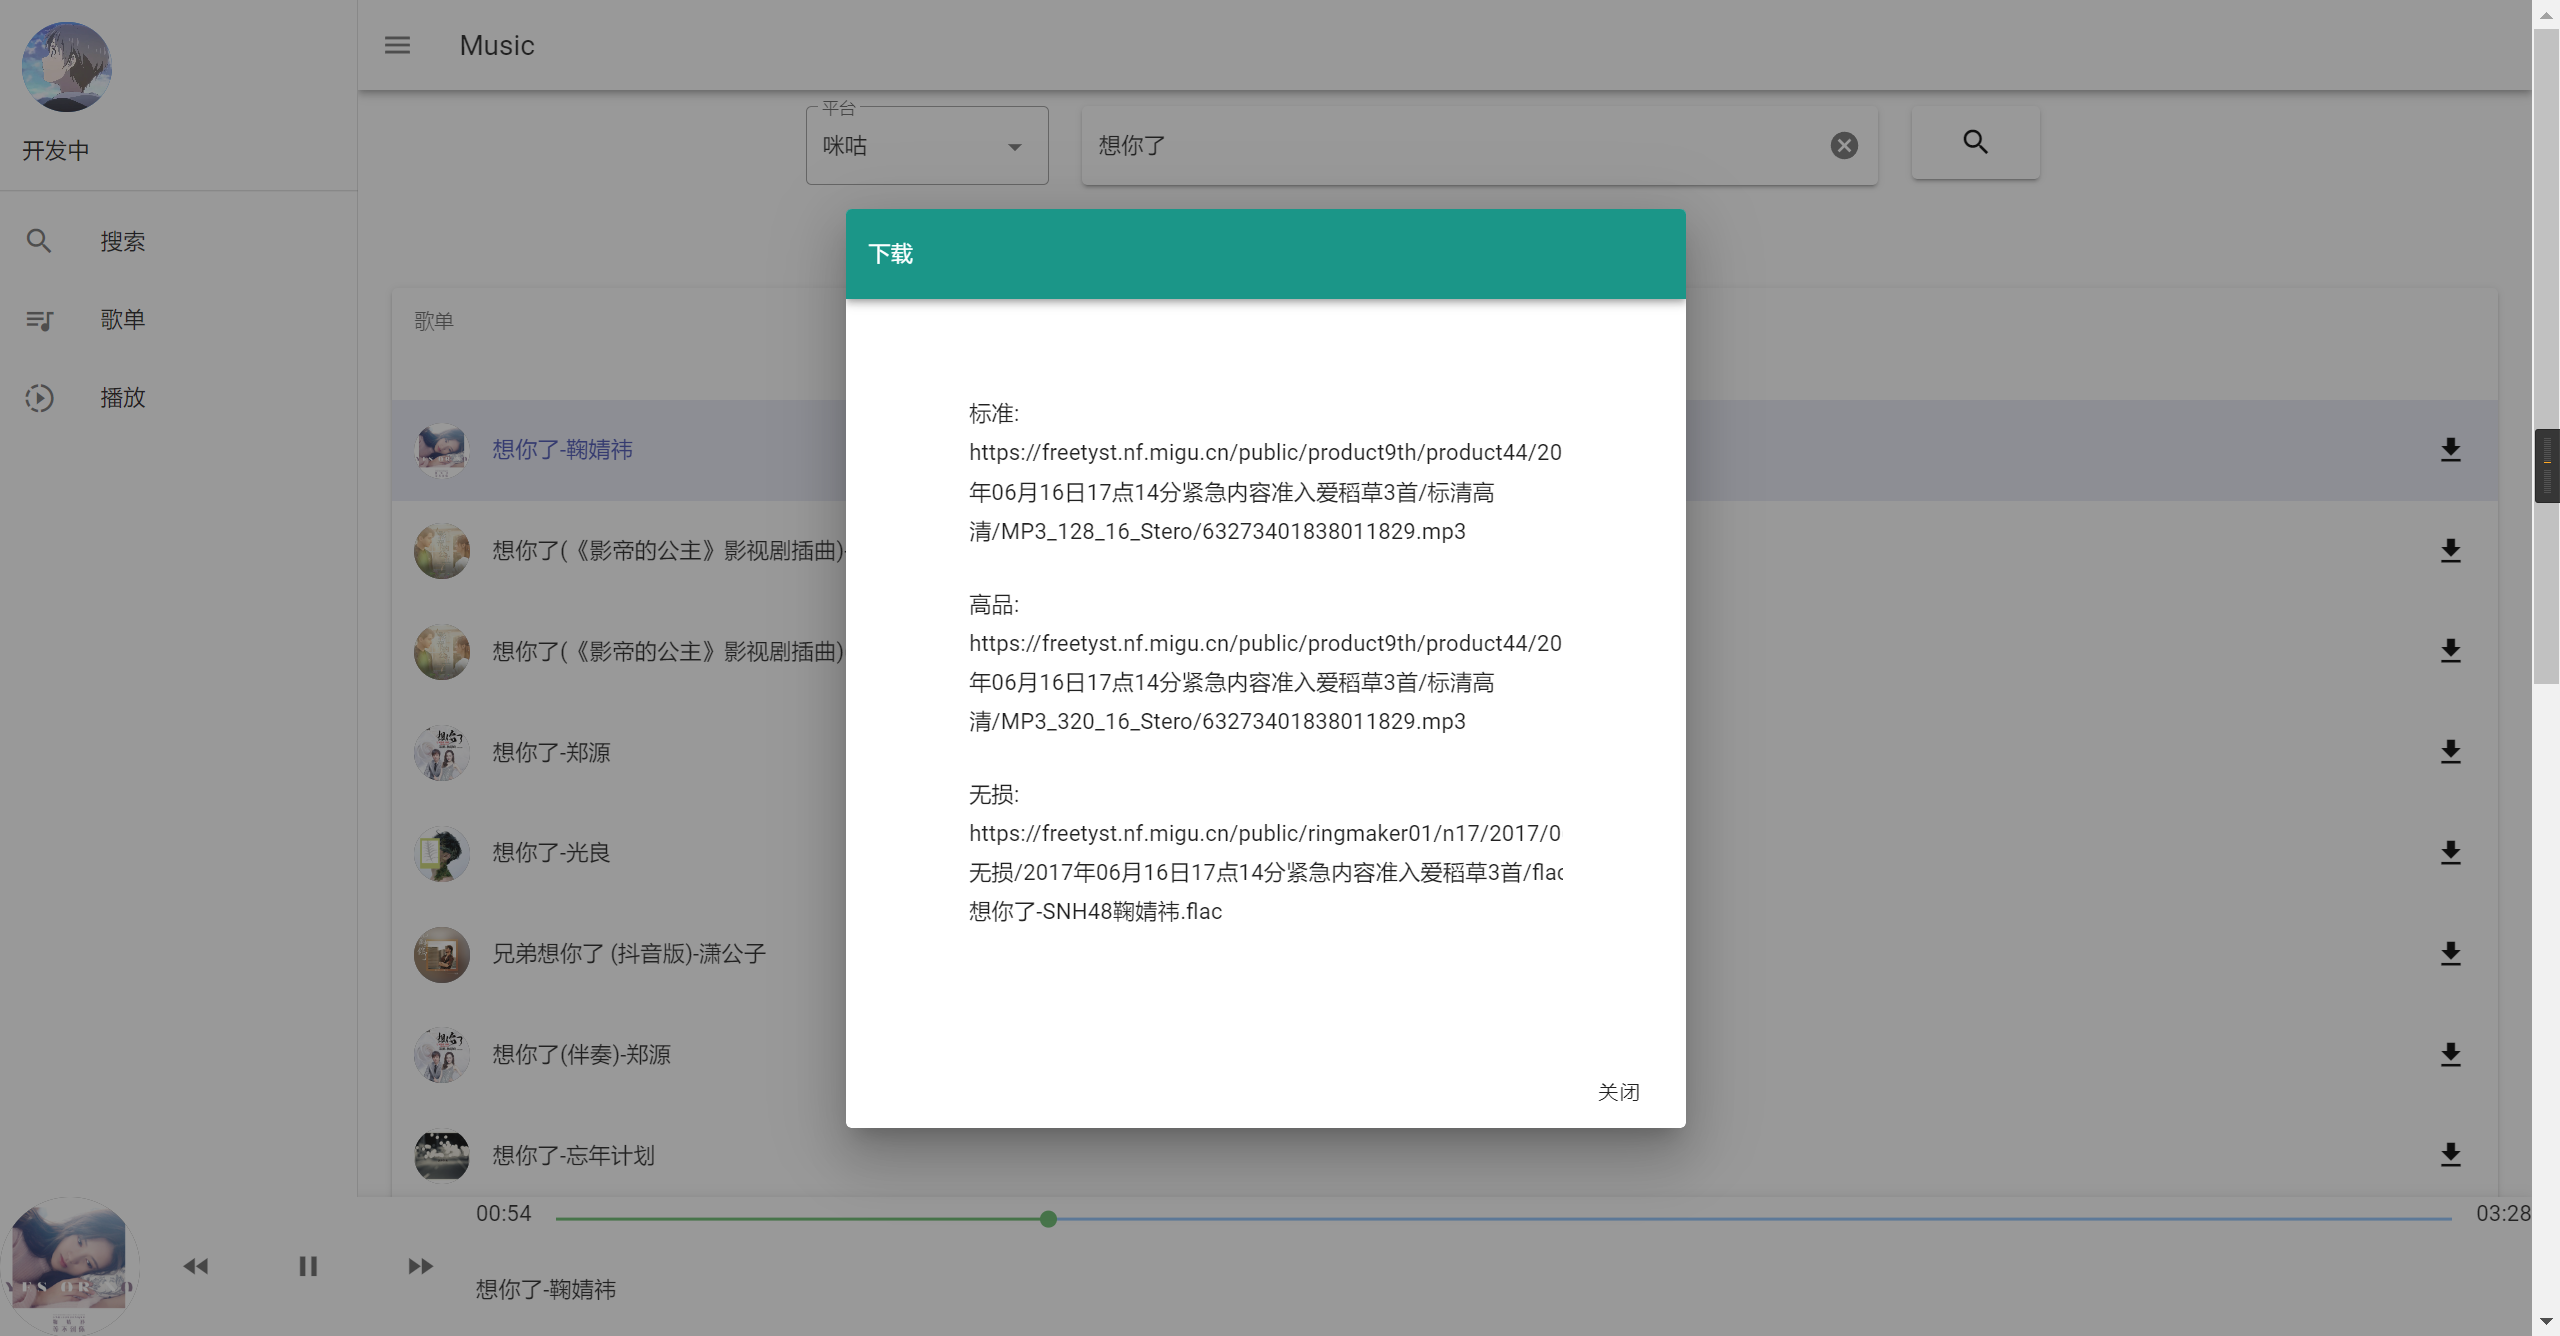 开发中
搜索
歌单
播放
Music
平台
咪咕
想你了
歌单
想你了-鞠婧祎
想你了(《影帝的公主》影视剧插曲)
想你了(《影帝的公主》影视剧插曲)
想你了-郑源
想你了-光良
兄弟想你了 (抖音版)-潇公子
想你了(伴奏)-郑源
想你了-忘年计划
下载
标准:
https://freetyst.nf.migu.cn/public/product9th/product44/20
年06月16日17点14分紧急内容准入爱稻草3首/标清高
清/MP3_128_16_Stero/63273401838011829.mp3
高品:
https://freetyst.nf.migu.cn/public/product9th/product44/20
年06月16日17点14分紧急内容准入爱稻草3首/标清高
清/MP3_320_16_Stero/63273401838011829.mp3
无损:
https://freetyst.nf.migu.cn/public/ringmaker01/n17/2017/0
无损/2017年06月16日17点14分紧急内容准入爱稻草3首/flac
想你了-SNH48鞠婧祎.flac
关闭
00:54
03:28
想你了-鞠婧祎